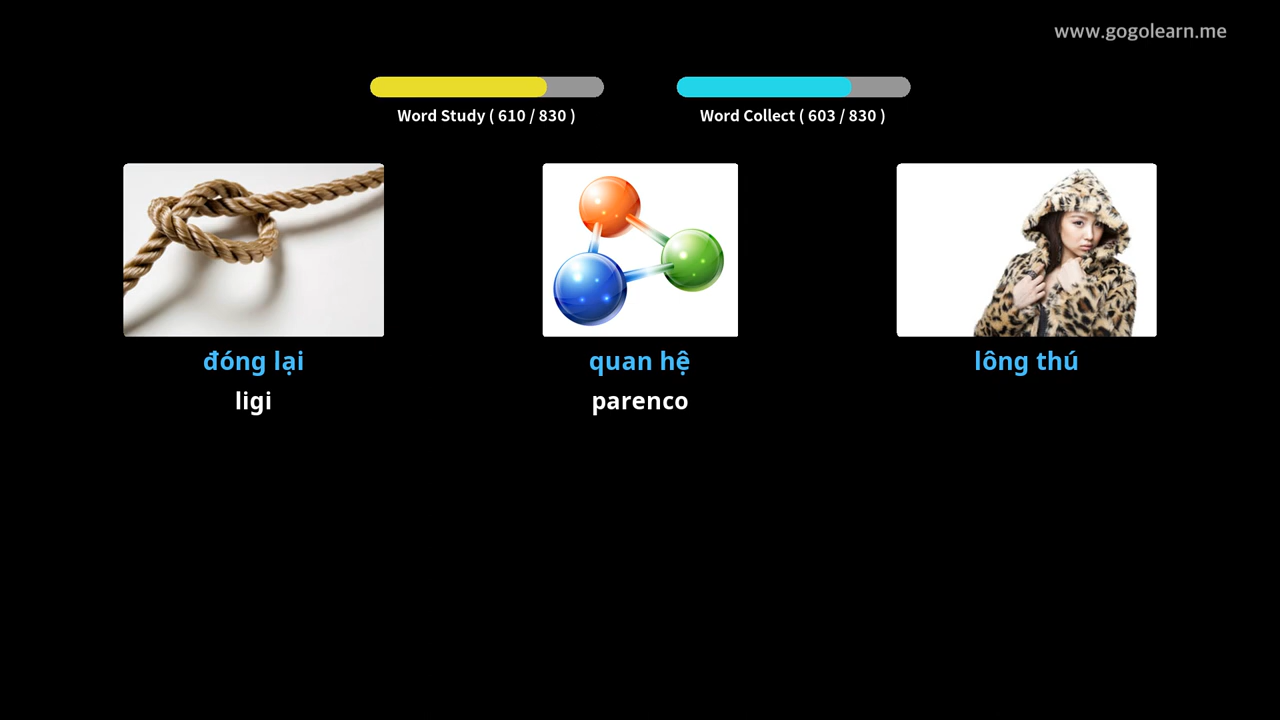 www.gogolearn.me
Word Study ( 610 / 830 )
Word Collect ( 603 / 830 )
đóng lại
quan hệ
lông thú
ligi
parenco